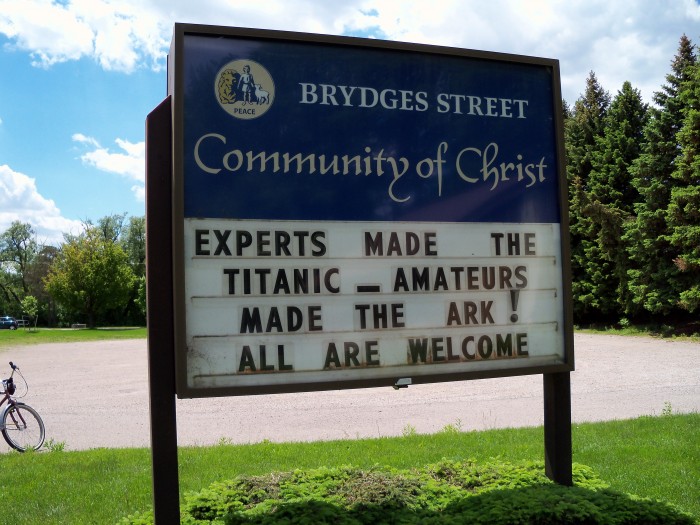 PEACE
BRYDGES STREET
Community of Christ
EXPERTS MADE THE
TITANIC _ AMATEURS
MADE THE ARK!
ALL ARE WELCOME